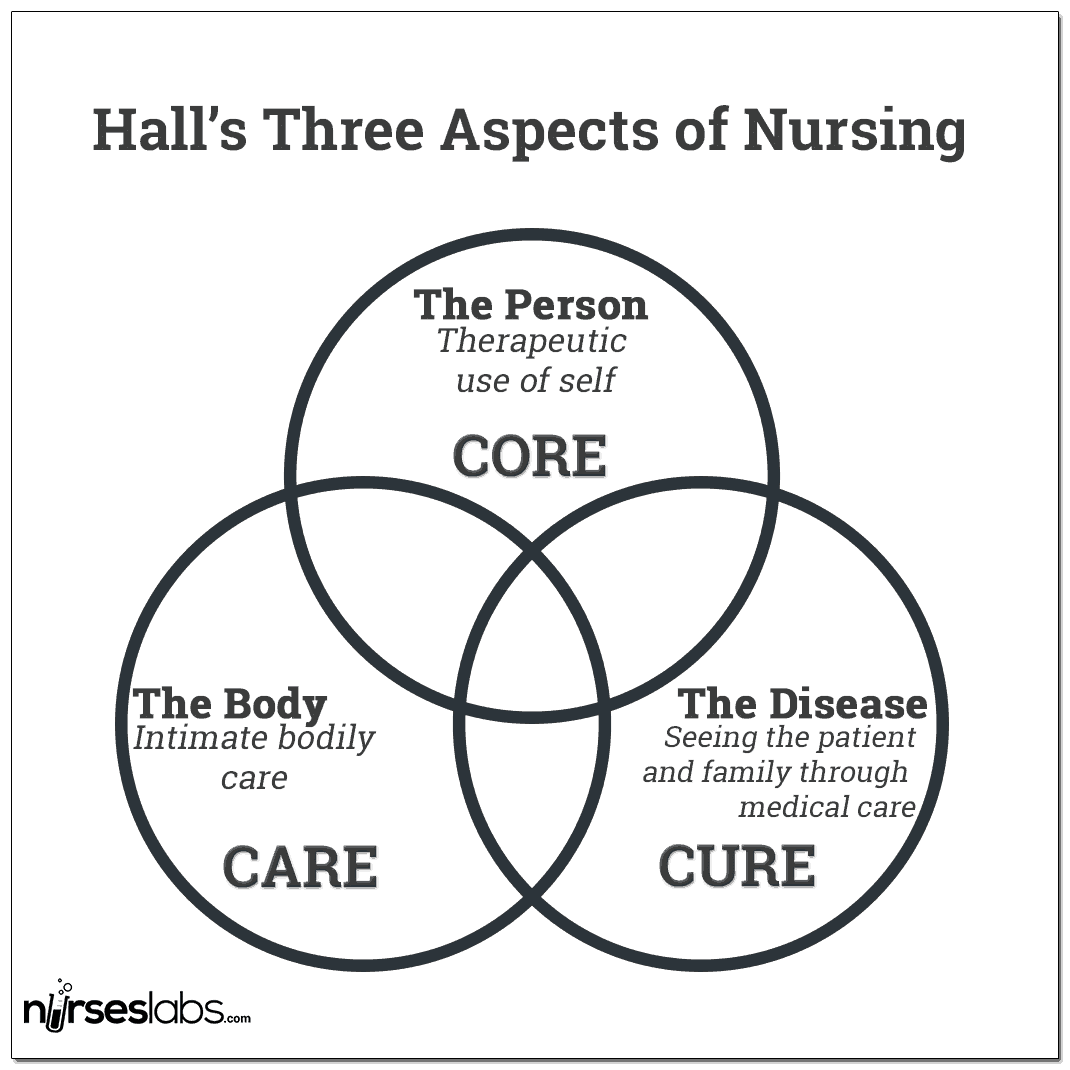 Hall’s Three Aspects of Nursing
The Person
Therapeutic
use of self
CORE
The Body
Intimate bodily
care
CARE
The Disease
Seeing the patient
and family through
medical care
CURE
nurseslabs.com